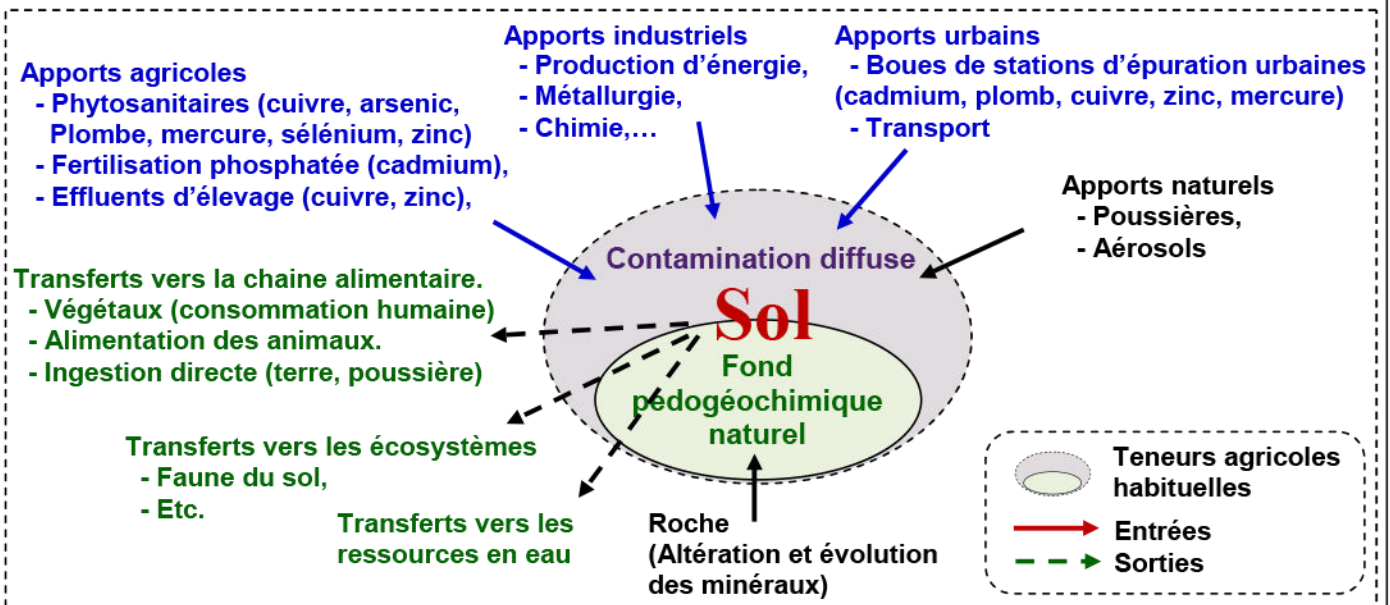 Apports agricoles
- Phytosanitaires (cuivre, arsenic,
Plombe, mercure, sélénium, zinc)
- Fertilisation phosphatée (cadmium),
- Effluents d'élevage (cuivre, zinc),
Apports industriels
- Production d'énergie,
- Métallurgie,
- Chimie,...
Apports urbains
- Boues de stations d'épuration urbaines
(cadmium, plomb, cuivre, zinc, mercure)
- Transport
Apports naturels
- Poussières,
- Aérosols
Contamination diffuse
Sol
Fond
pédogéochimique
naturel
Transferts vers la chaine alimentaire.
- Végétaux (consommation humaine)
- Alimentation des animaux.
- Ingestion directe (terre, poussière)
Transferts vers les écosystèmes
- Faune du sol,
- Etc.
Transferts vers les
ressources en eau
Roche
(Altération et évolution
des minéraux)
Teneurs agricoles
habituelles
Entrées
Sorties